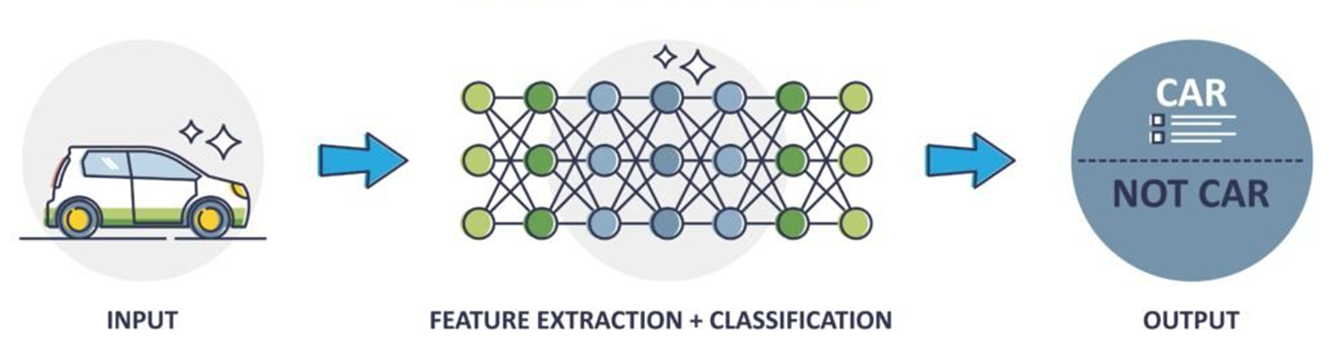 CAR
NOT CAR
INPUT
FEATURE EXTRACTION + CLASSIFICATION
OUTPUT